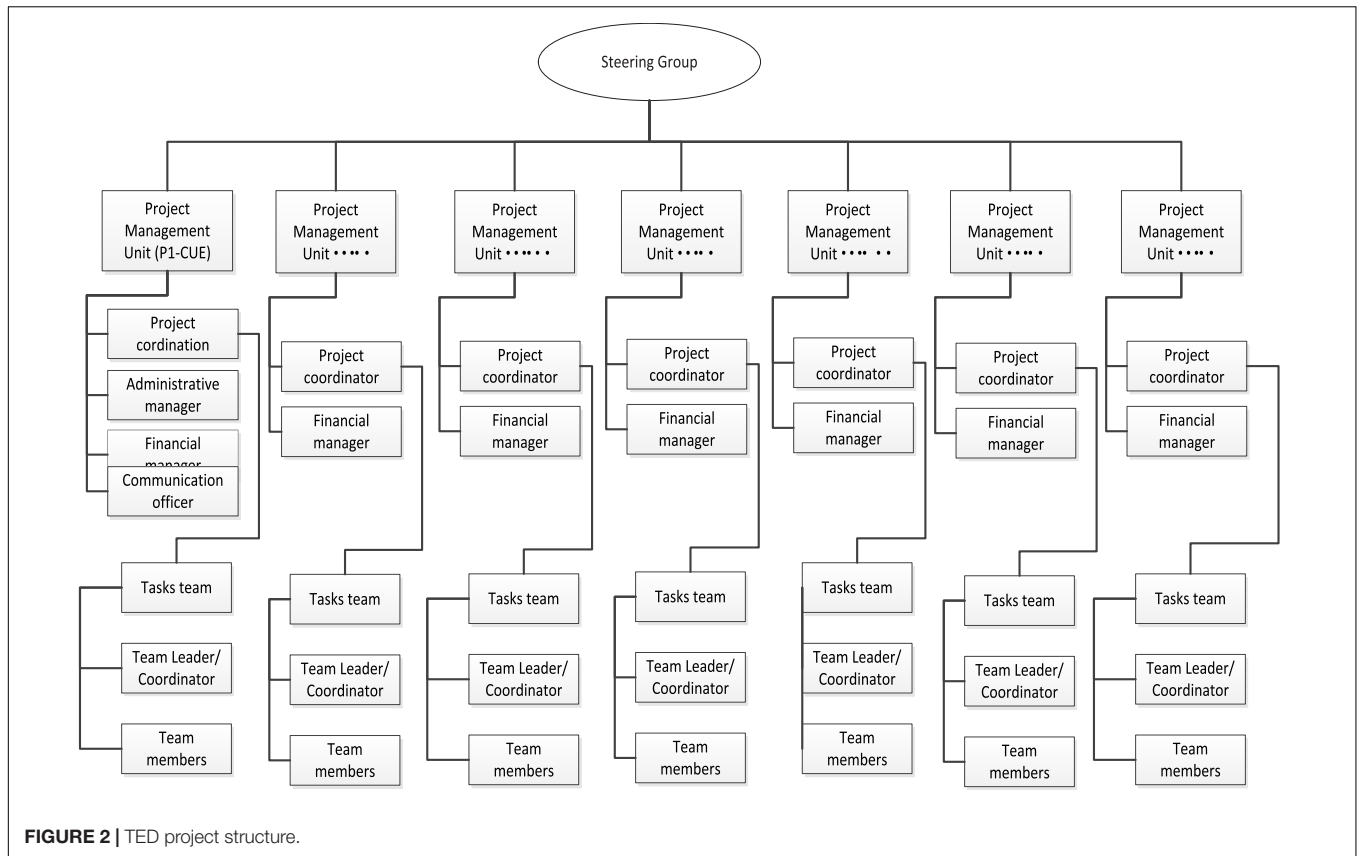 Steering Group
Project
Management
Unit (P1-CUE)
Project
Management
Unit •••••
Project
Management
Unit •••••
Project
Management
Unit •••••
Project
Management
Unit ••••••
Project
Management
Unit •••••
Project
Management
Unit •••••
Project
cordination
Administrative
manager
Financial
manager
Communication
officer
Project
coordinator
Financial
manager
Project
coordinator
Financial
manager
Project
coordinator
Financial
manager
Project
coordinator
Financial
manager
Project
coordinator
Financial
manager
Project
coordinator
Financial
manager
Tasks team
Team Leader/
Coordinator
Team
members
Tasks team
Team Leader/
Coordinator
Team
members
Tasks team
Team Leader/
Coordinator
Team
members
Tasks team
Team Leader/
Coordinator
Team
members
Tasks team
Team Leader/
Coordinator
Team
members
Tasks team
Team Leader/
Coordinator
Team
members
Tasks team
Team Leader/
Coordinator
Team
members
FIGURE 2 | TED project structure.